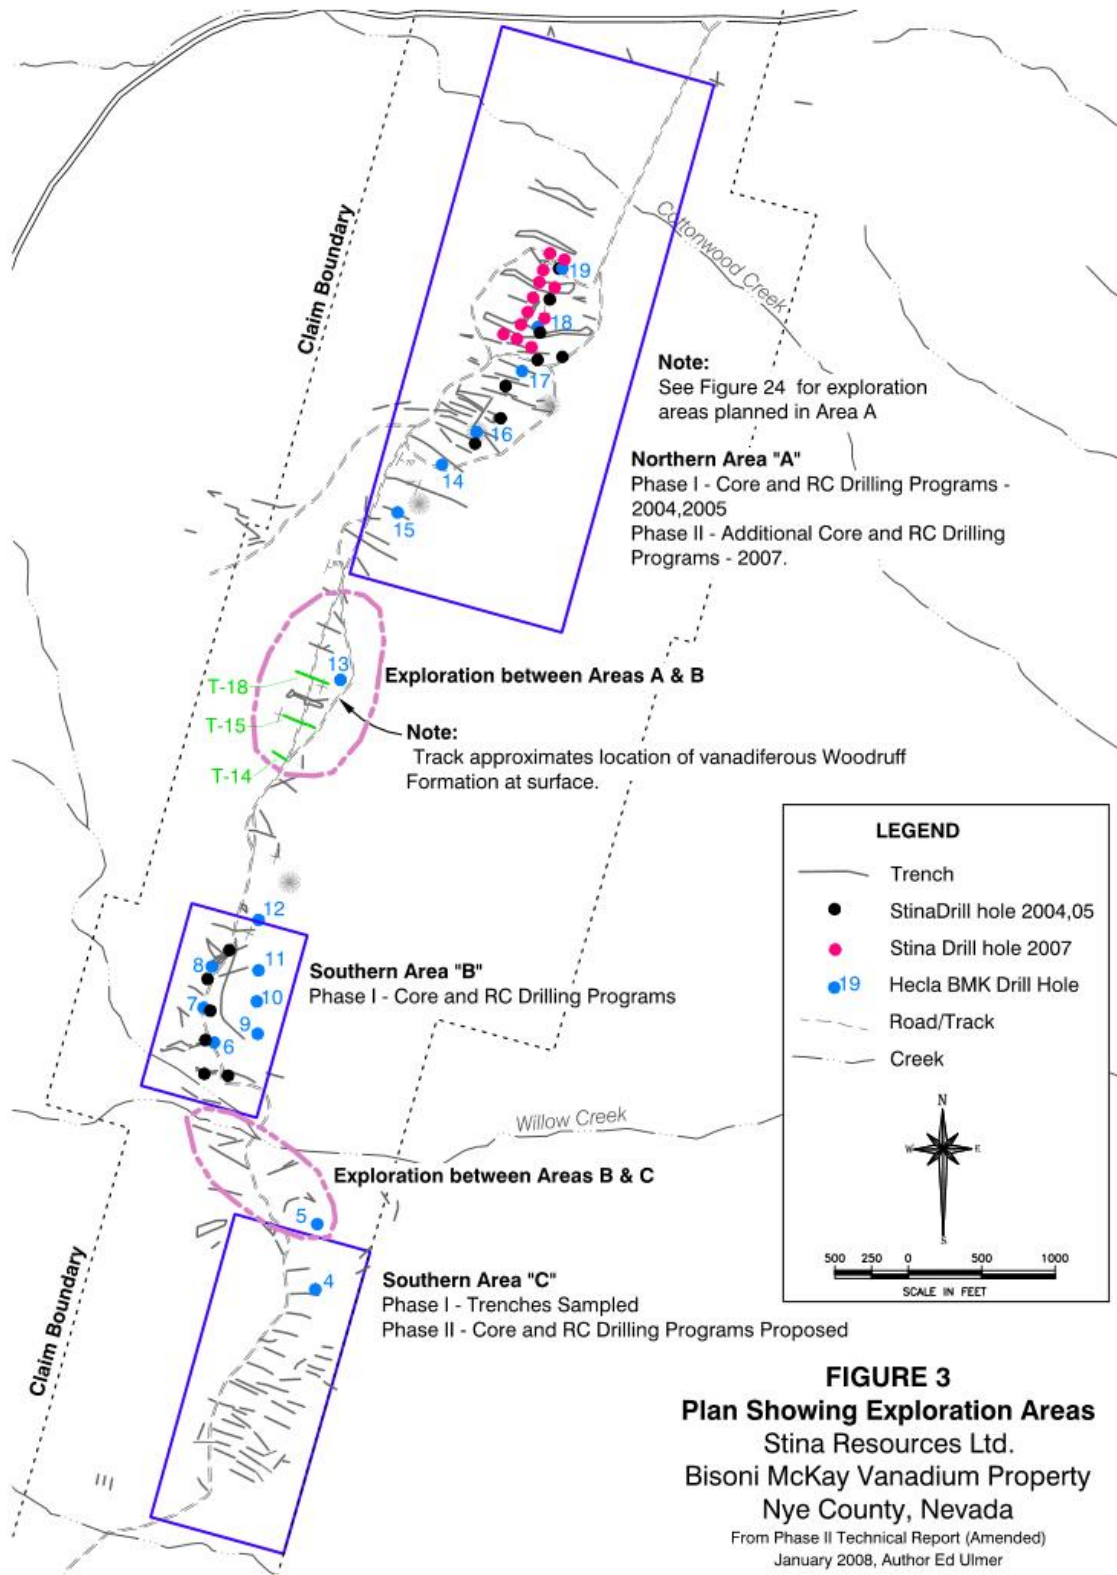 Claim Boundary
Cottonwood Creek
19
18
17
16
14
15
Note:
See Figure 24 for exploration
areas planned in Area A
Northern Area "A"
Phase I - Core and RC Drilling Programs -
2004,2005
Phase II - Additional Core and RC Drilling
Programs - 2007.
13
T-18
T-15
T-14
Exploration between Areas A & B
Note:
Track approximates location of vanadiferous Woodruff
Formation at surface.
12
11
10
9
8
7
6
Southern Area "B"
Phase I - Core and RC Drilling Programs
Willow Creek
Exploration between Areas B & C
5
4
Claim Boundary
Southern Area "C"
Phase I - Trenches Sampled
Phase II - Core and RC Drilling Programs Proposed
LEGEND
Trench
StinaDrill hole 2004,05
Stina Drill hole 2007
19 Hecla BMK Drill Hole
Road/Track
Creek
N
W E
S
500 250 0 500 1000
SCALE IN FEET
FIGURE 3
Plan Showing Exploration Areas
Stina Resources Ltd.
Bisoni McKay Vanadium Property
Nye County, Nevada
From Phase II Technical Report (Amended)
January 2008, Author Ed Ulmer